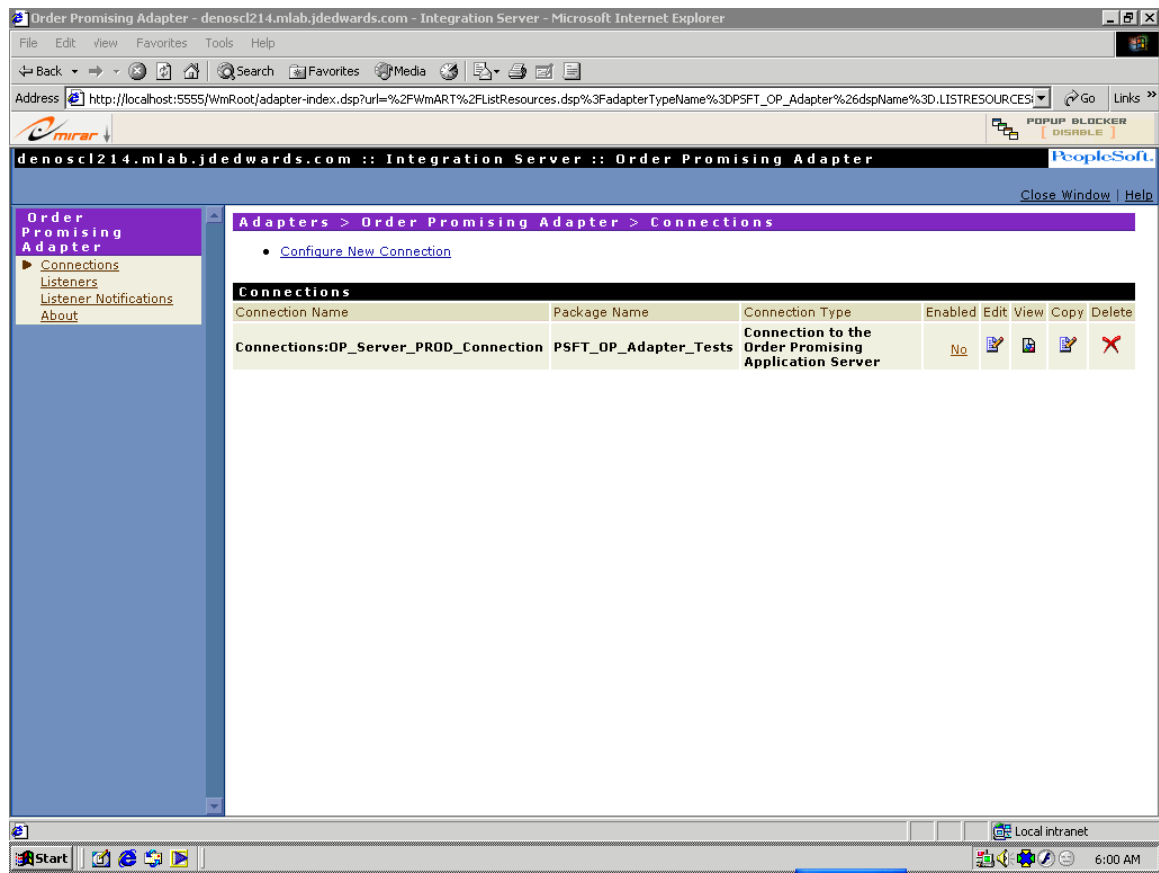 Order Promising Adapter - denoscl214.mlab.jdedwards.com - Integration Server - Microsoft Internet Explorer
File Edit View Favorites Tools Help
Back Search Favorites Media
Address http://localhost:5555/WmRoot/adapter-index.dsp?url=%2FWmART%2FListResources.dsp%3FadapterTypeName%3DPSFT_OP_Adapter%26dspName%3D.LISTRESOURCES Go Links »
mirar POPUP BLOCKER
[ DISABLE ]
denoscl214.mlab.jdedwards.com :: Integration Server :: Order Promising Adapter PeopleSoft.
Close Window | Help
Order
Promising
Adapter
Connections
Listeners
Listener Notifications
About
Adapters > Order Promising Adapter > Connections
• Configure New Connection
Connections
Connection Name Package Name Connection Type Enabled Edit View Copy Delete
Connections:OP_Server_PROD_Connection PSFT_OP_Adapter_Tests Connection to the
Order Promising
Application Server No
Local intranet
Start 6:00 AM